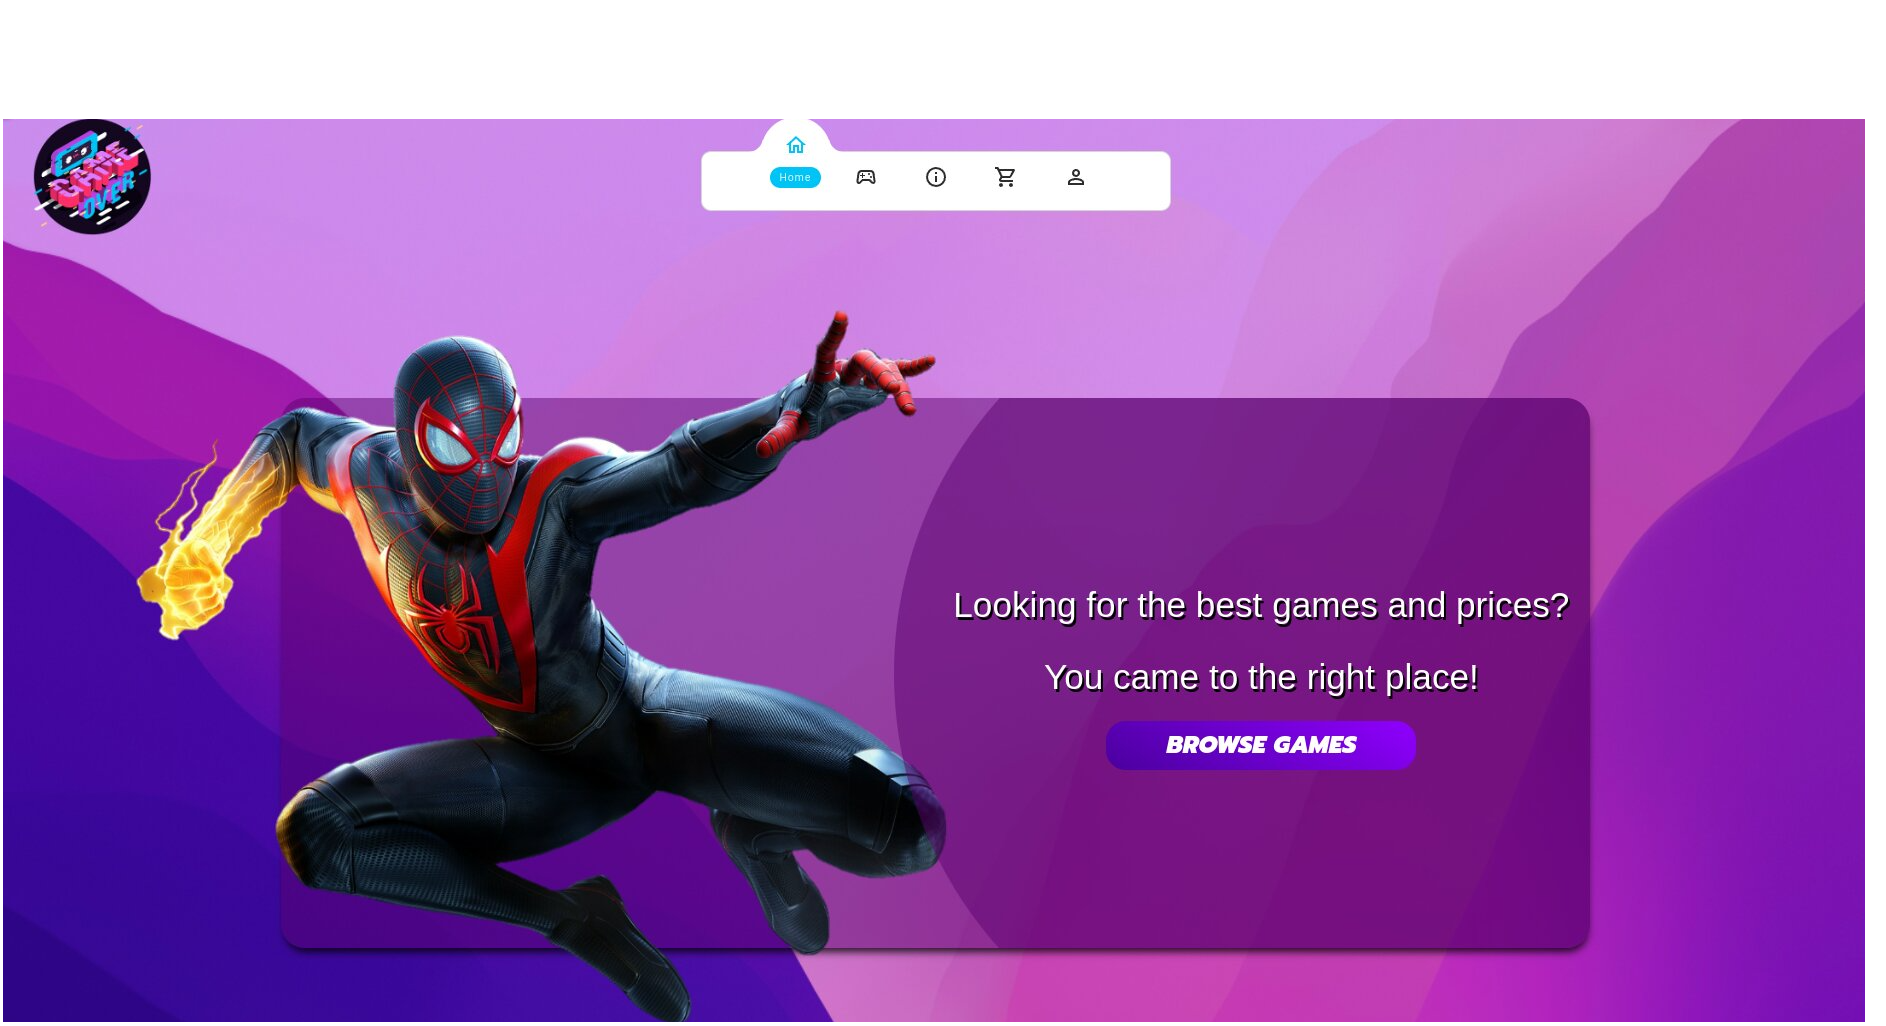 GAME
OVER
Home
Looking for the best games and prices?
You came to the right place!
BROWSE GAMES